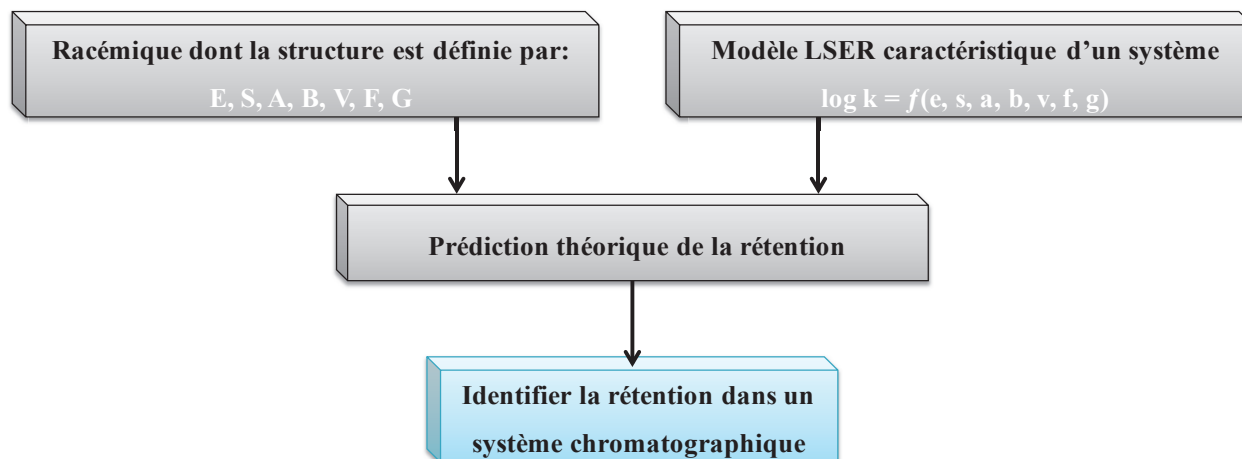 Racémique dont la structure est définie par:
E, S, A, B, V, F, G
Modèle LSER caractéristique d’un système
log k = f(e, s, a, b, v, f, g)
Prédiction théorique de la rétention
Identifier la rétention dans un
système chromatographique